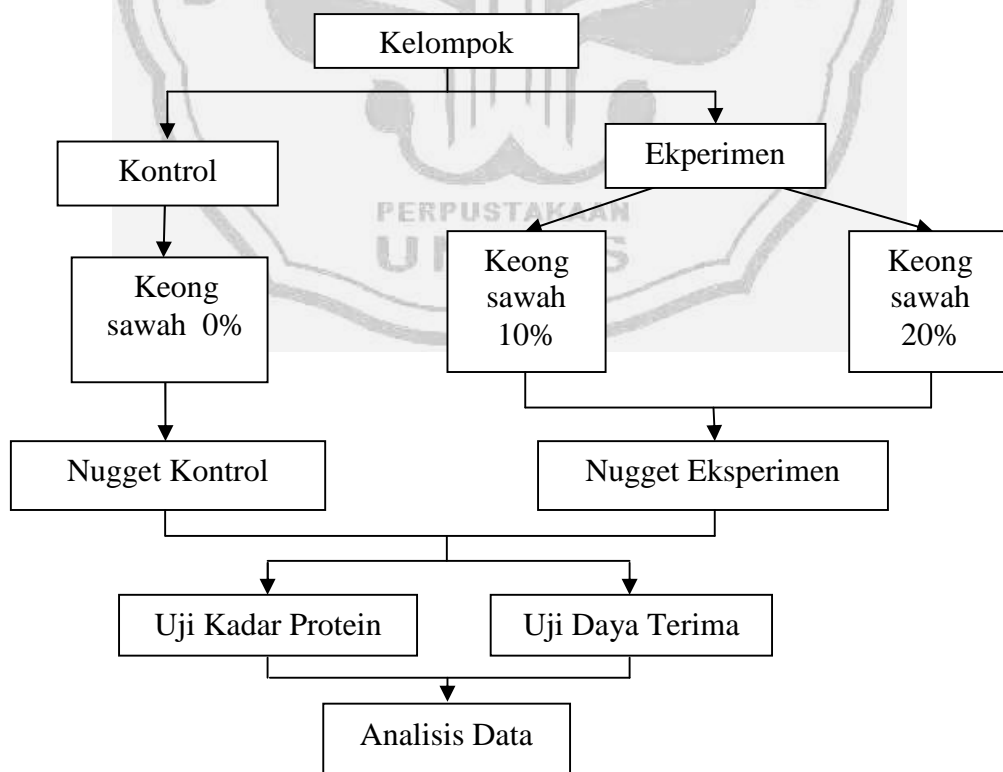 Kelompok
Kontrol
Ekperimen
PERPUSTAKAAN
Keong
sawah 0%
Keong
sawah
10%
Keong
sawah
20%
Nugget Kontrol
Nugget Eksperimen
Uji Kadar Protein
Uji Daya Terima
Analisis Data